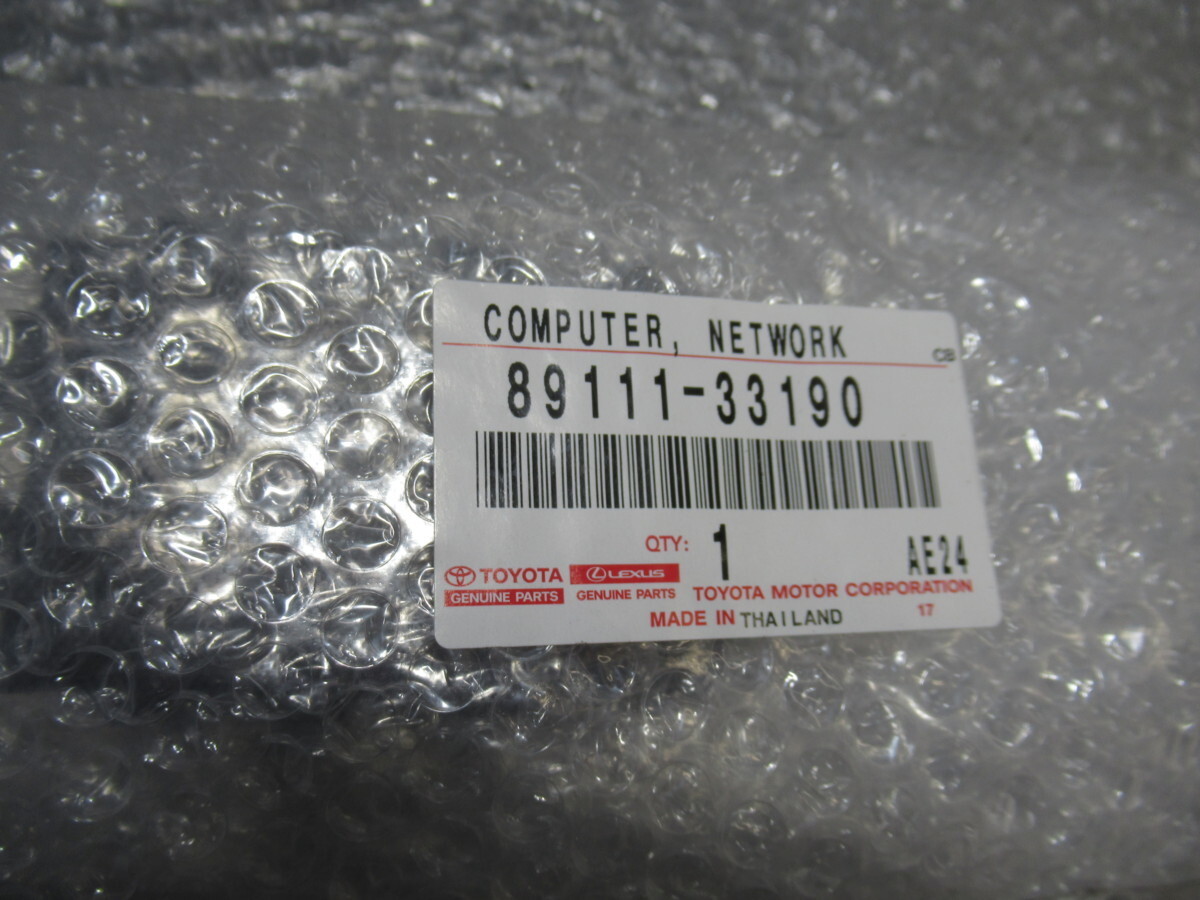 COMPUTER, NETWORK
CB
89111-33190
QTY: 1
AE24
TOYOTA
GENUINE PARTS
LEXUS
GENUINE PARTS
TOYOTA MOTOR CORPORATION
MADE IN THAILAND
17